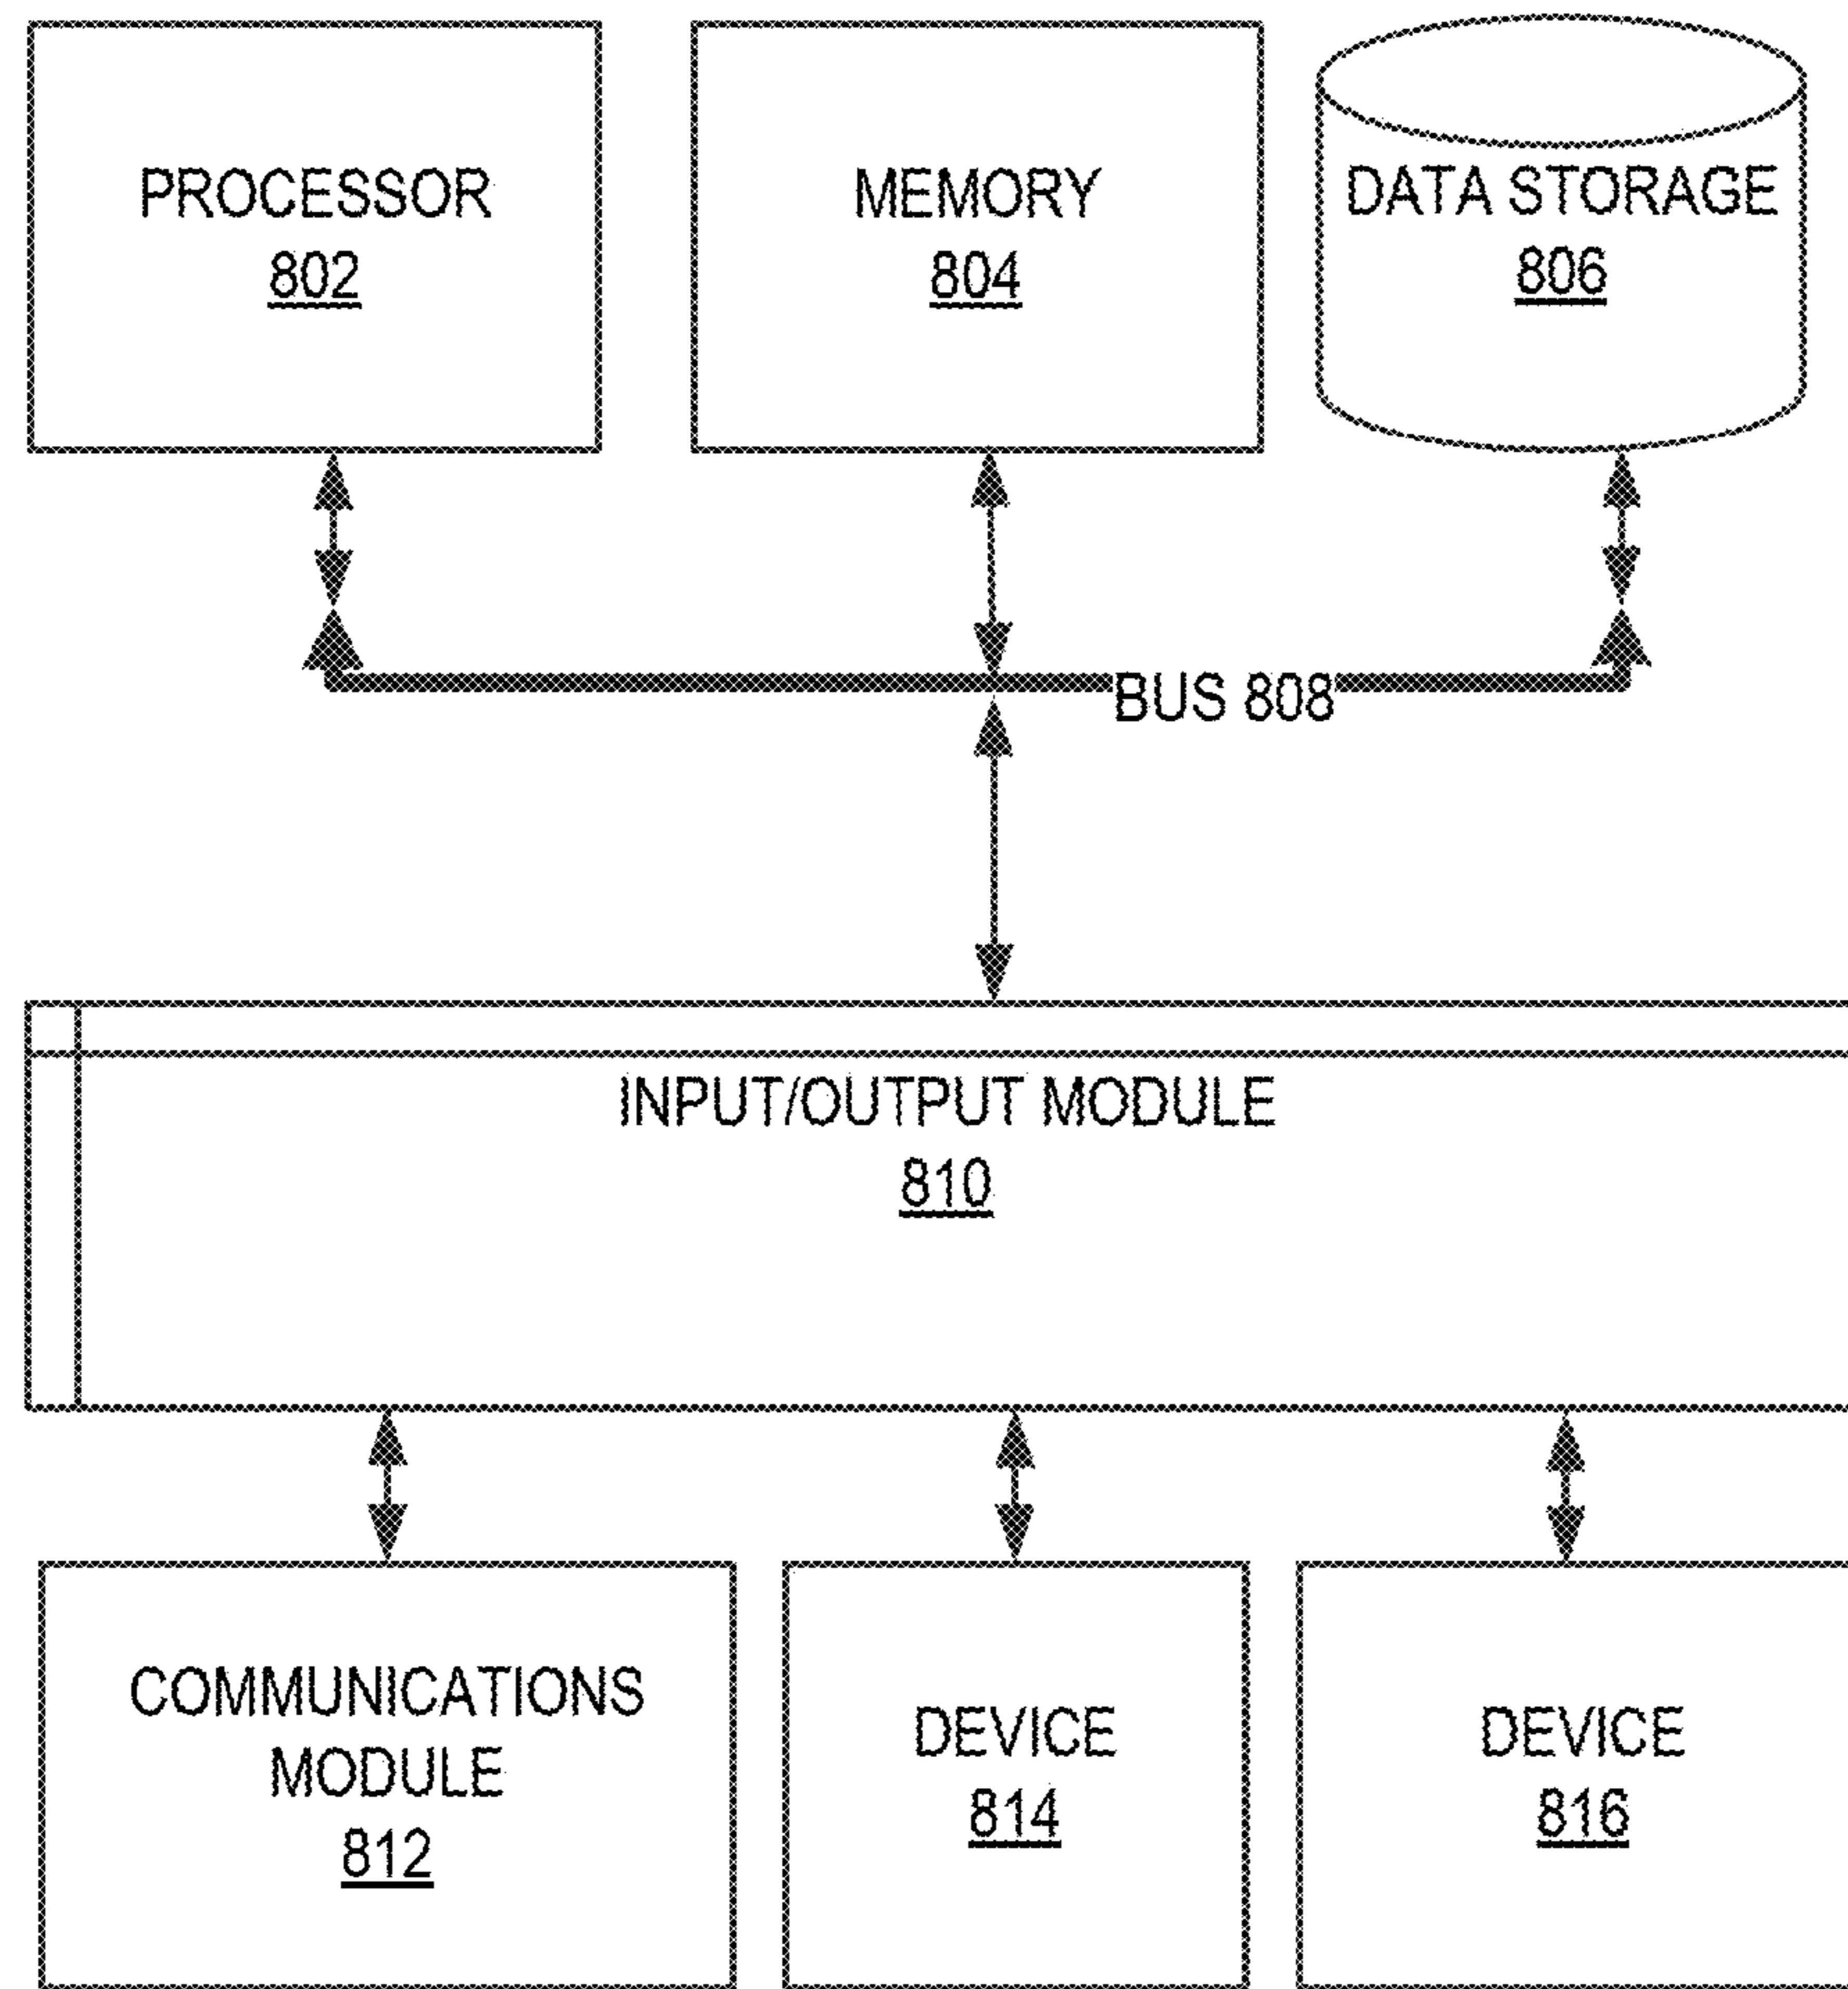 PROCESSOR
802
MEMORY
804
DATA STORAGE
806
BUS 808
INPUT/OUTPUT MODULE
810
COMMUNICATIONS
MODULE
812
DEVICE
814
DEVICE
816